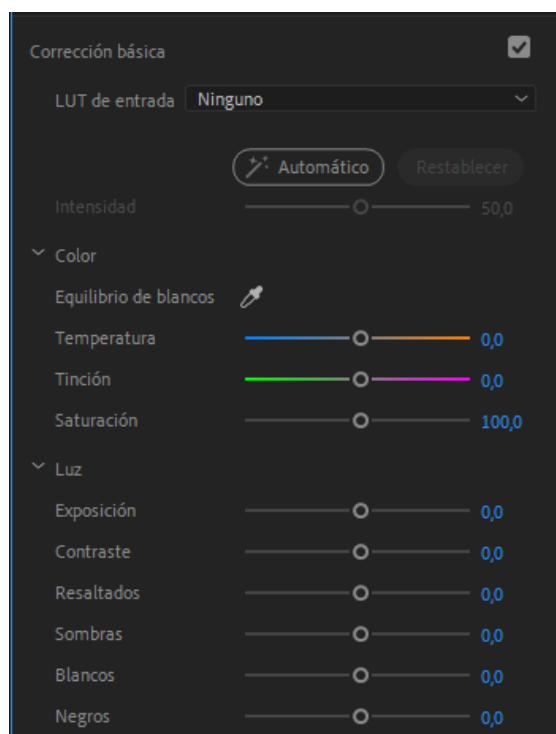 Corrección básica
LUT de entrada Ninguno
Automático Restablecer
Intensidad 50,0
Color
Equilibrio de blancos
Temperatura 0,0
Tinción 0,0
Saturación 100,0
Luz
Exposición 0,0
Contraste 0,0
Resaltados 0,0
Sombras 0,0
Blancos 0,0
Negros 0,0